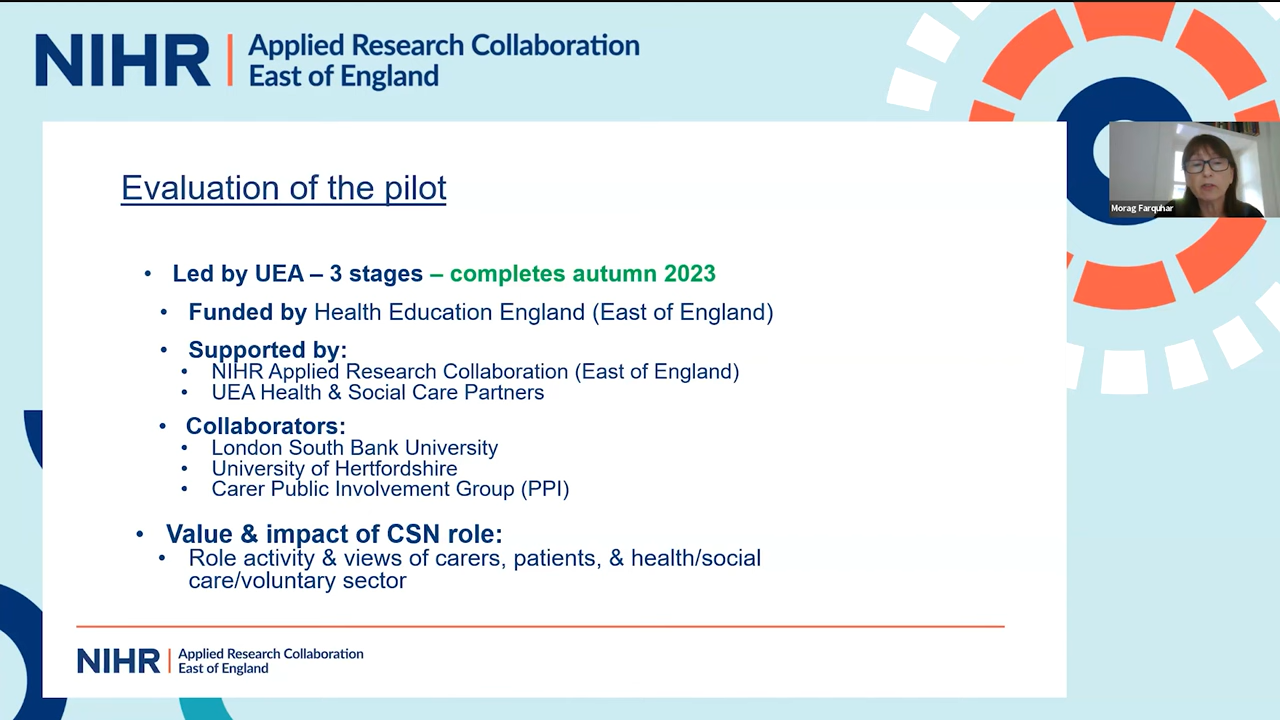 NIHR
Applied Research Collaboration
East of England
Evaluation of the pilot
Morag Farquhar
• Led by UEA – 3 stages – completes autumn 2023
• Funded by Health Education England (East of England)
• Supported by:
• NIHR Applied Research Collaboration (East of England)
• UEA Health & Social Care Partners
• Collaborators:
• London South Bank University
• University of Hertfordshire
• Carer Public Involvement Group (PPI)
• Value & impact of CSN role:
• Role activity & views of carers, patients, & health/social
care/voluntary sector
NIHR
Applied Research Collaboration
East of England